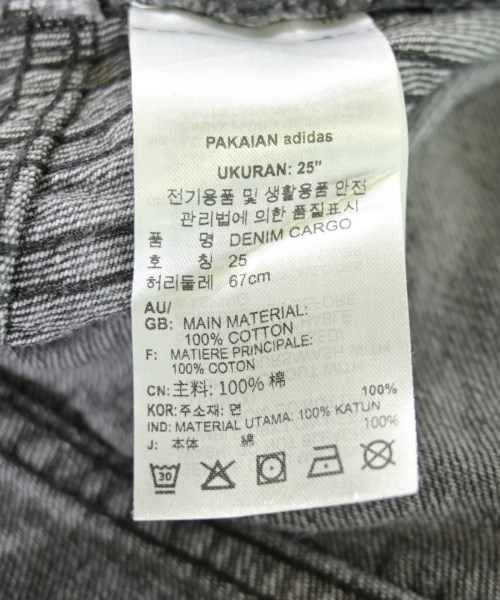 PAKAIAN adidas
UKURAN: 25"
전기용품 및 생활용품 안전
관리법에 의한 품질표시
품 명 DENIM CARGO
호 칭 25
허리둘레 67cm
AU/
GB: MAIN MATERIAL:
100% COTTON
F: MATIERE PRINCIPALE:
100% COTON
CN: 主料: 100% 棉
KOR: 주소재: 면 100%
IND: MATERIAL UTAMA: 100% KATUN
J: 本体 綿 100%
30